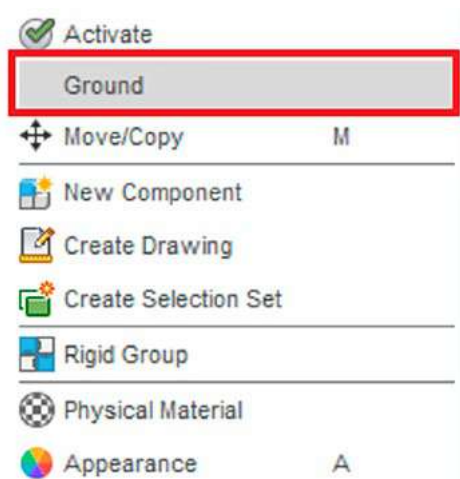 Activate
Ground
Move/Copy M
New Component
Create Drawing
Create Selection Set
Rigid Group
Physical Material
Appearance A